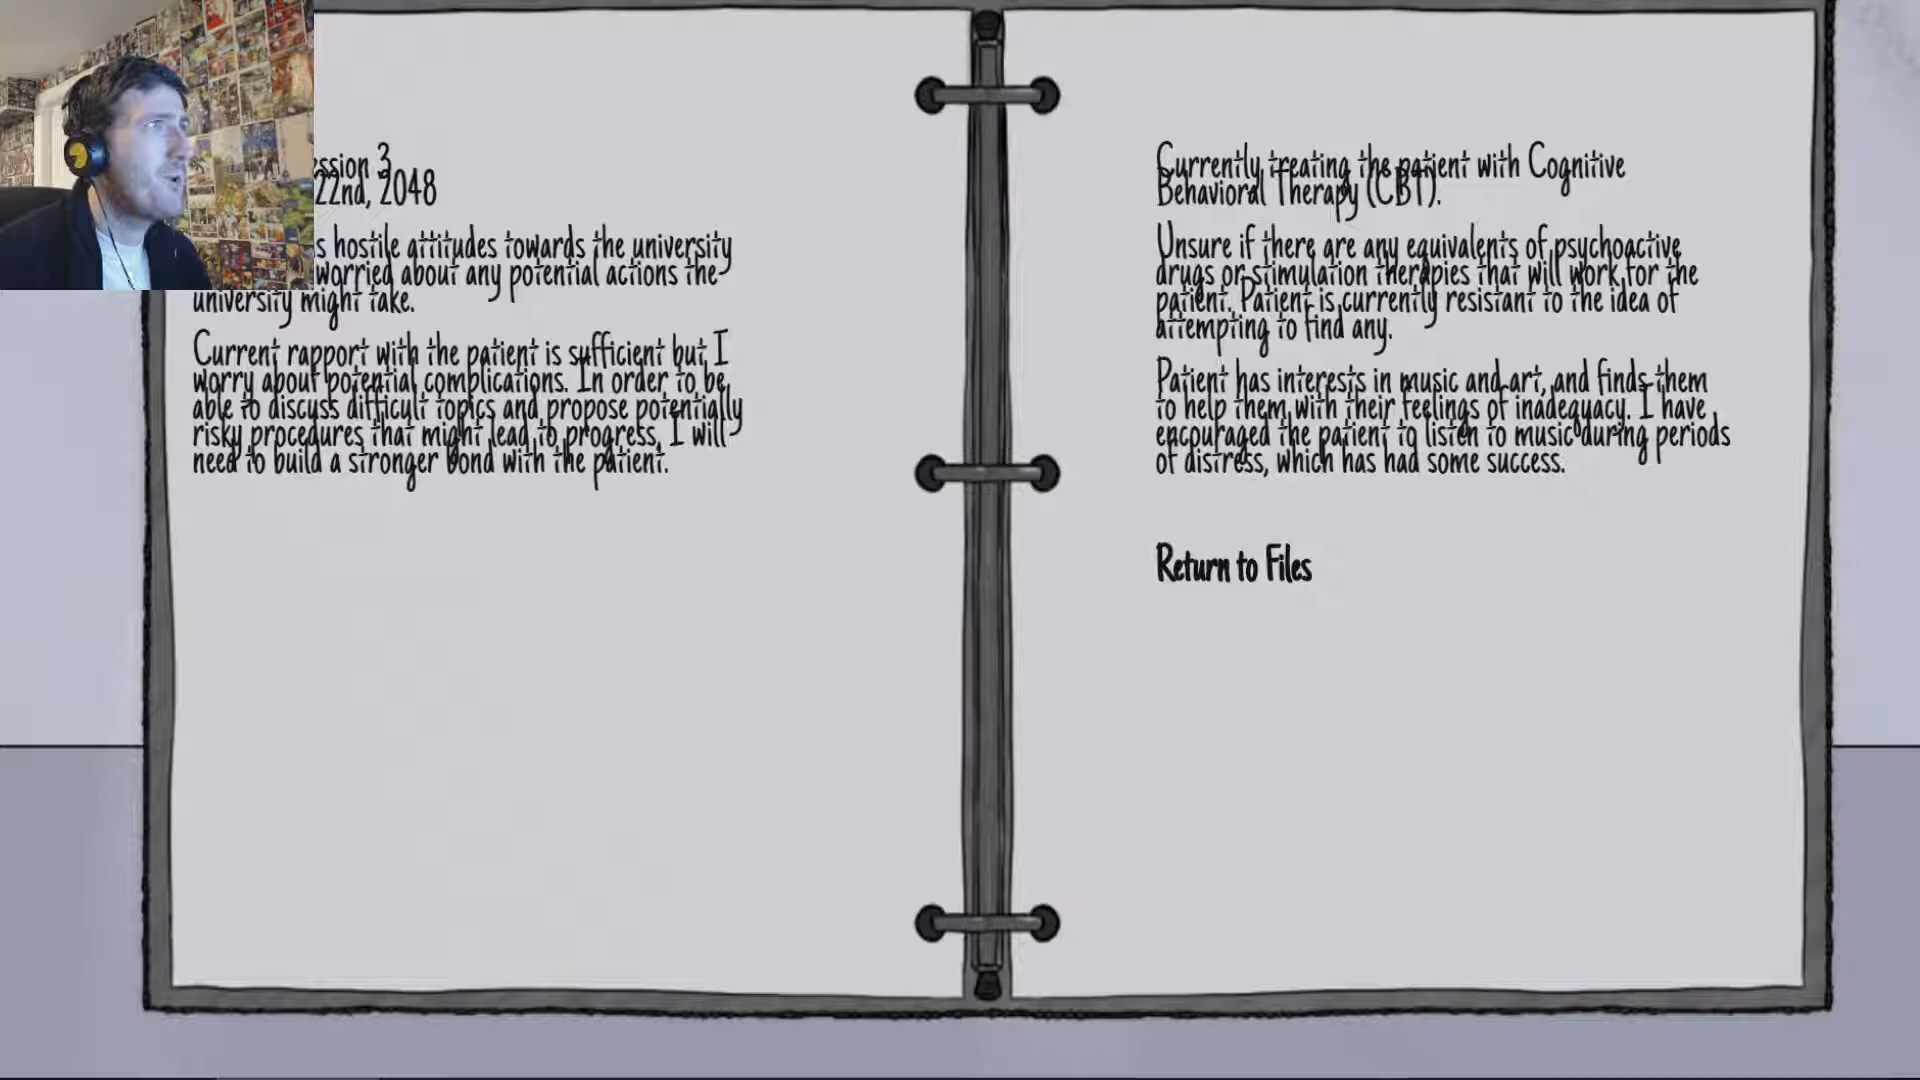 ssion 3
22nd, 2048
s hostile attitudes towards the university
worried about any potential actions the
university might take.
Current rapport with the patient is sufficient but I
worry about potential complications. In order to be
able to discuss difficult topics and propose potentially
risky procedures that might lead to progress, I will
need to build a stronger bond with the patient.
Currently treating the patient with Cognitive
Behavioral Therapy (CBT).
Unsure if there are any equivalents of psychoactive
drugs or stimulation therapies that will work for the
patient. Patient is currently resistant to the idea of
attempting to find any.
Patient has interests in music and art, and finds them
to help them with their feelings of inadequacy. I have
encouraged the patient to listen to music during periods
of distress, which has had some success.
Return to Files